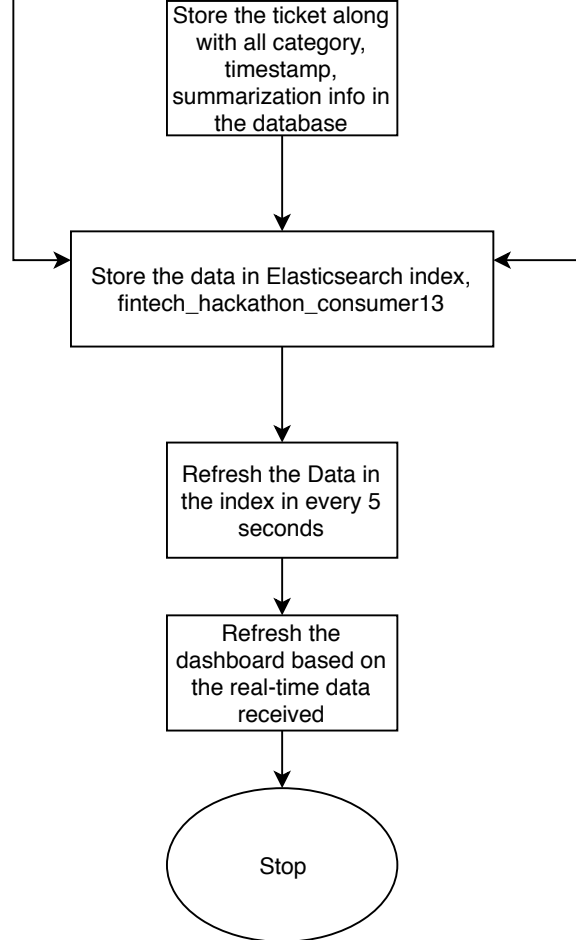 Store the ticket along
with all category,
timestamp,
summarization info in
the database
Store the data in Elasticsearch index,
fintech_hackathon_consumer13
Refresh the Data in
the index in every 5
seconds
Refresh the
dashboard based on
the real-time data
received
Stop